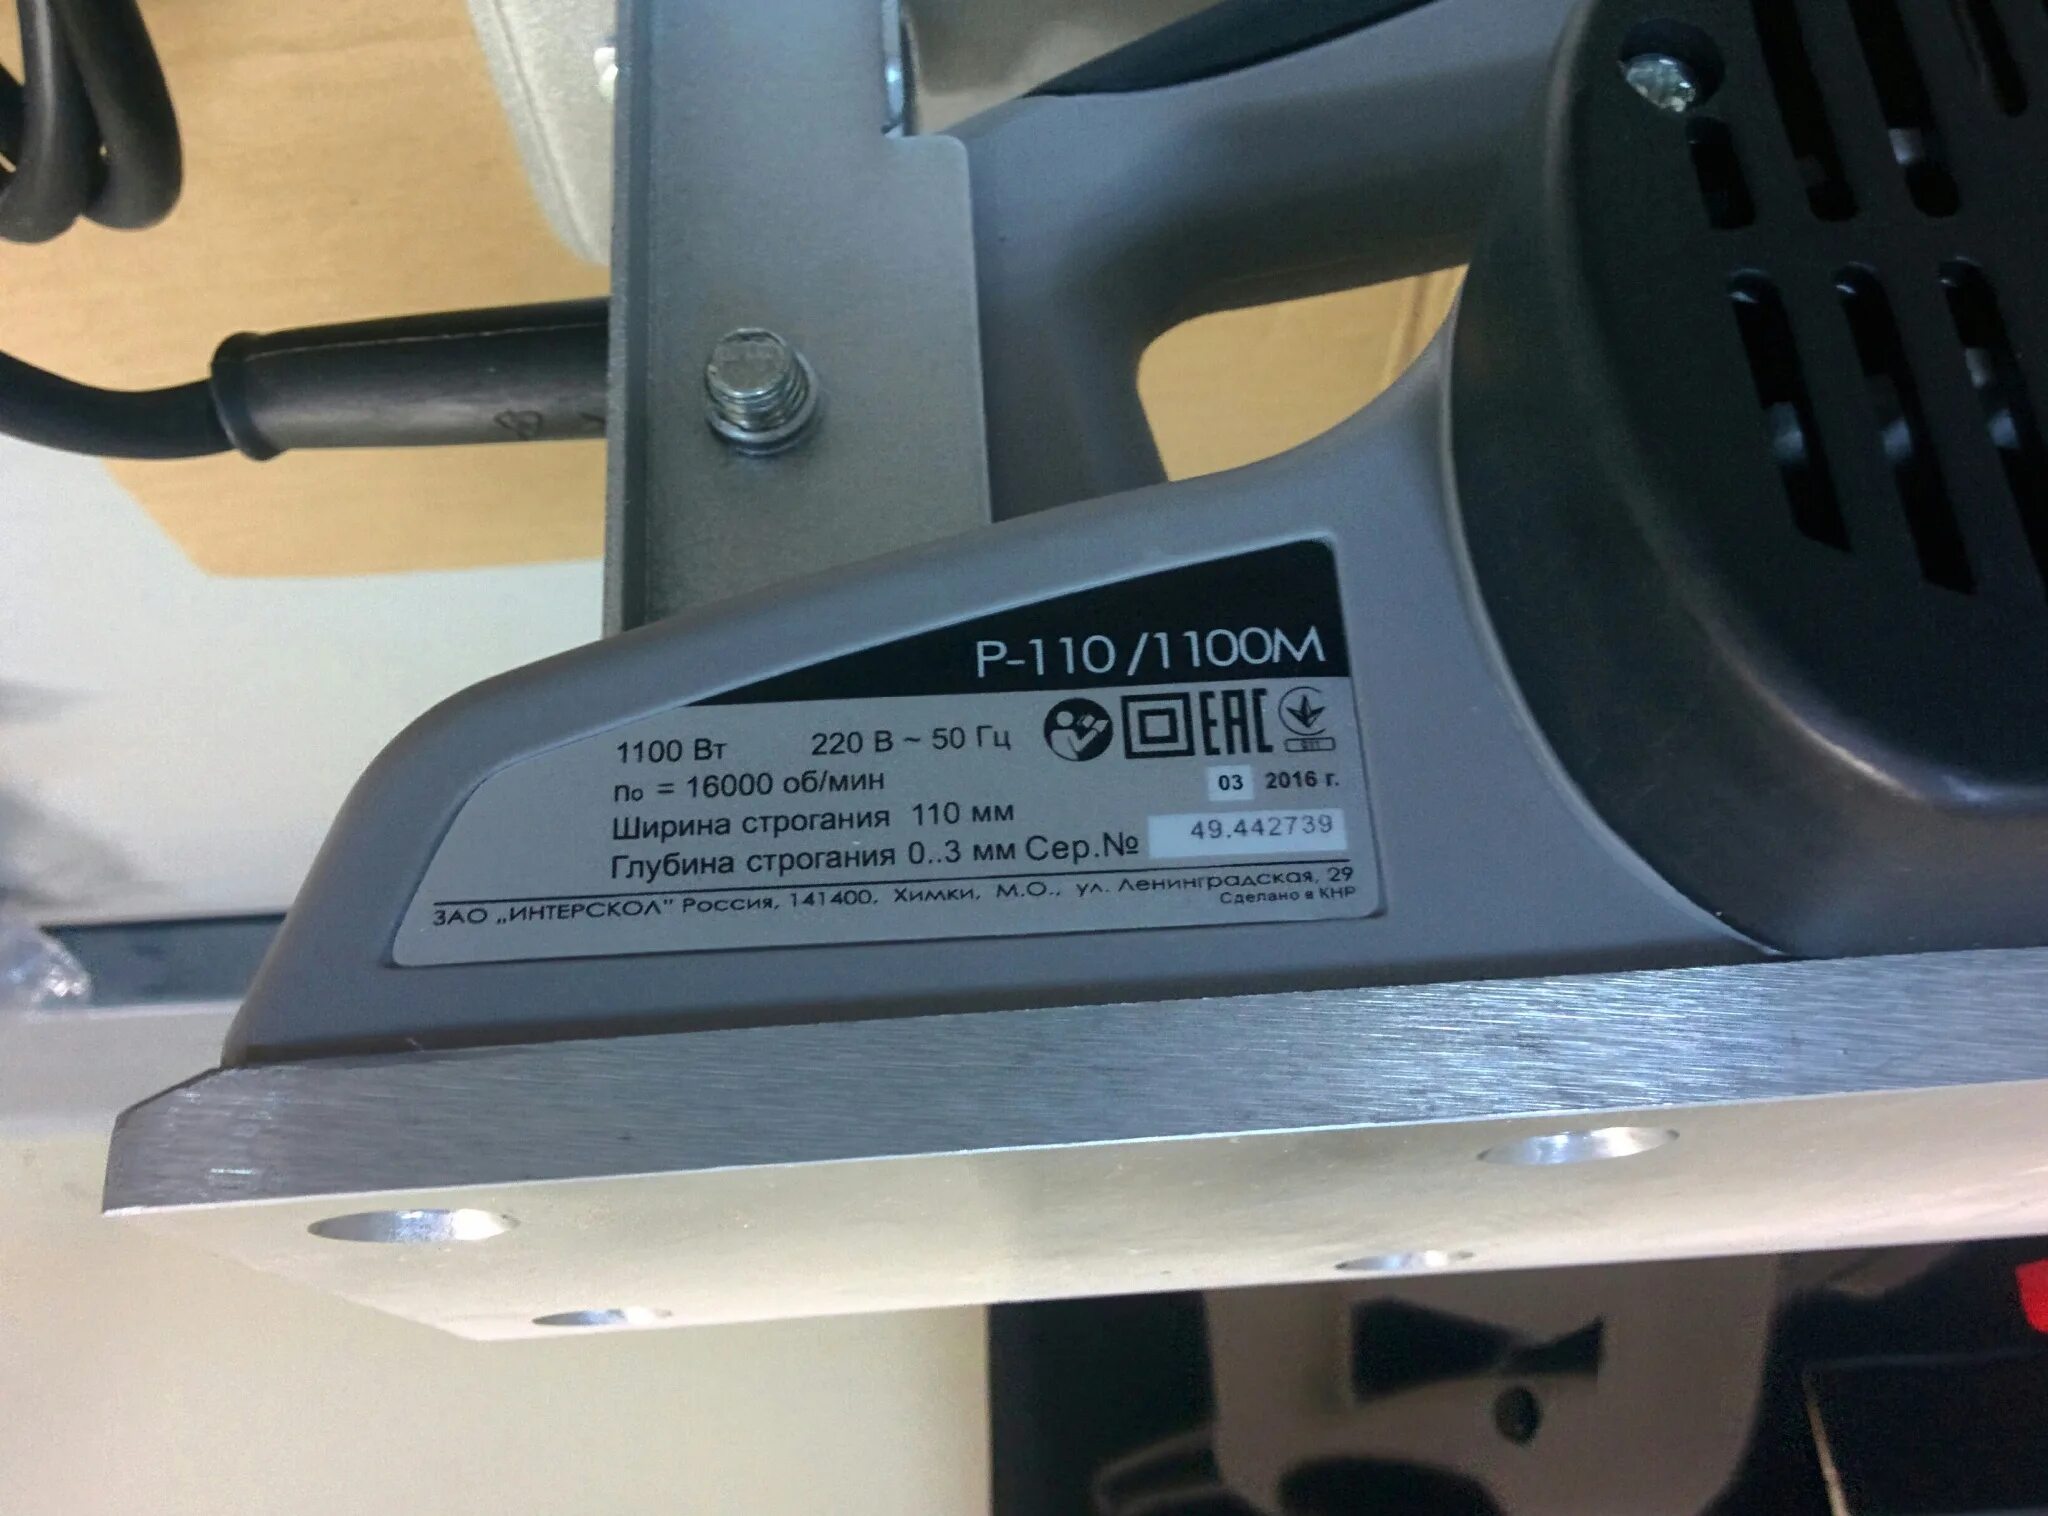 Р-110/1100М
1100 Вт 220 В ~ 50 Гц EAC
n₀ = 16000 об/мин 03 2016 г.
Ширина строгания 110 мм
Глубина строгания 0..3 мм Сер.№ 49.442739
ЗАО „ИНТЕРСКОЛ” Россия, 141400, Химки, М.О., ул. Ленинградская, 29
Сделано в КНР